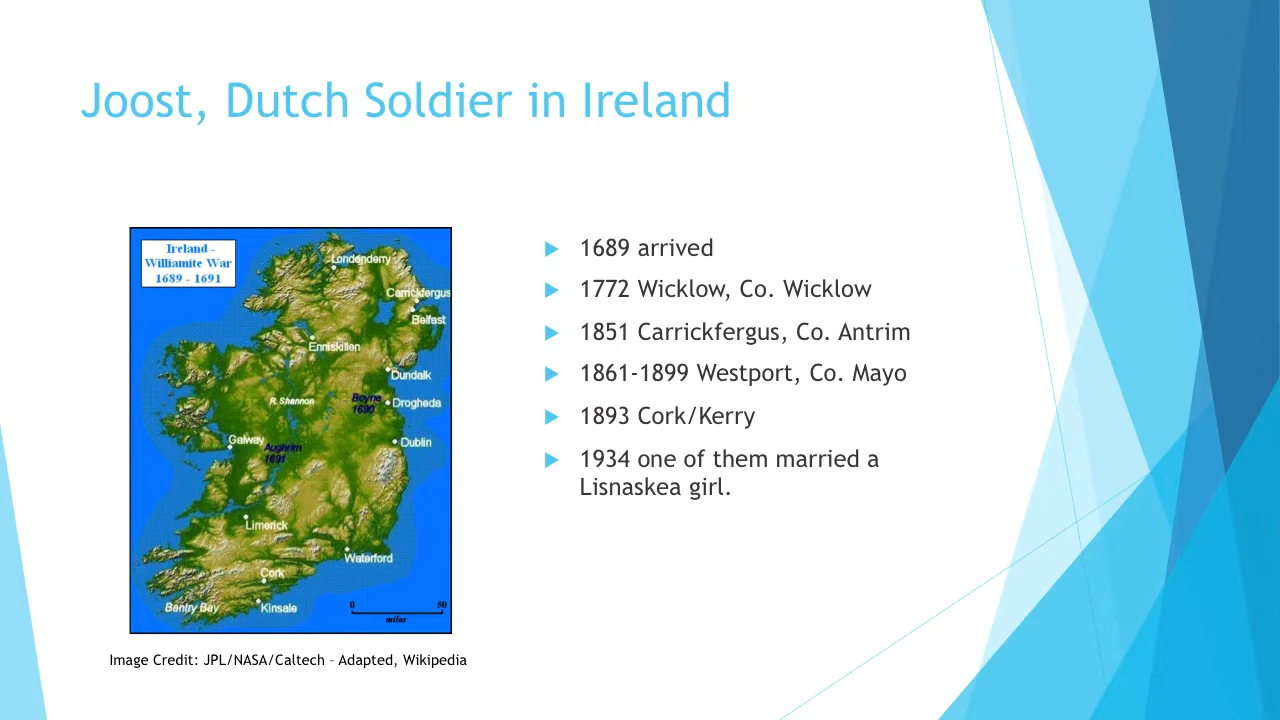 Joost, Dutch Soldier in Ireland
Ireland -
Williamite War
1689 - 1691
Londonderry
Carrickfergus
Belfast
Enniskillen
Dundalk
R. Shannon
Boyne
1690
Drogheda
Galway
Aughrim
1691
Dublin
Limerick
Waterford
Cork
Bantry Bay
Kinsale
0 50
miles
Image Credit: JPL/NASA/Caltech – Adapted, Wikipedia
1689 arrived
1772 Wicklow, Co. Wicklow
1851 Carrickfergus, Co. Antrim
1861-1899 Westport, Co. Mayo
1893 Cork/Kerry
1934 one of them married a
Lisnaskea girl.